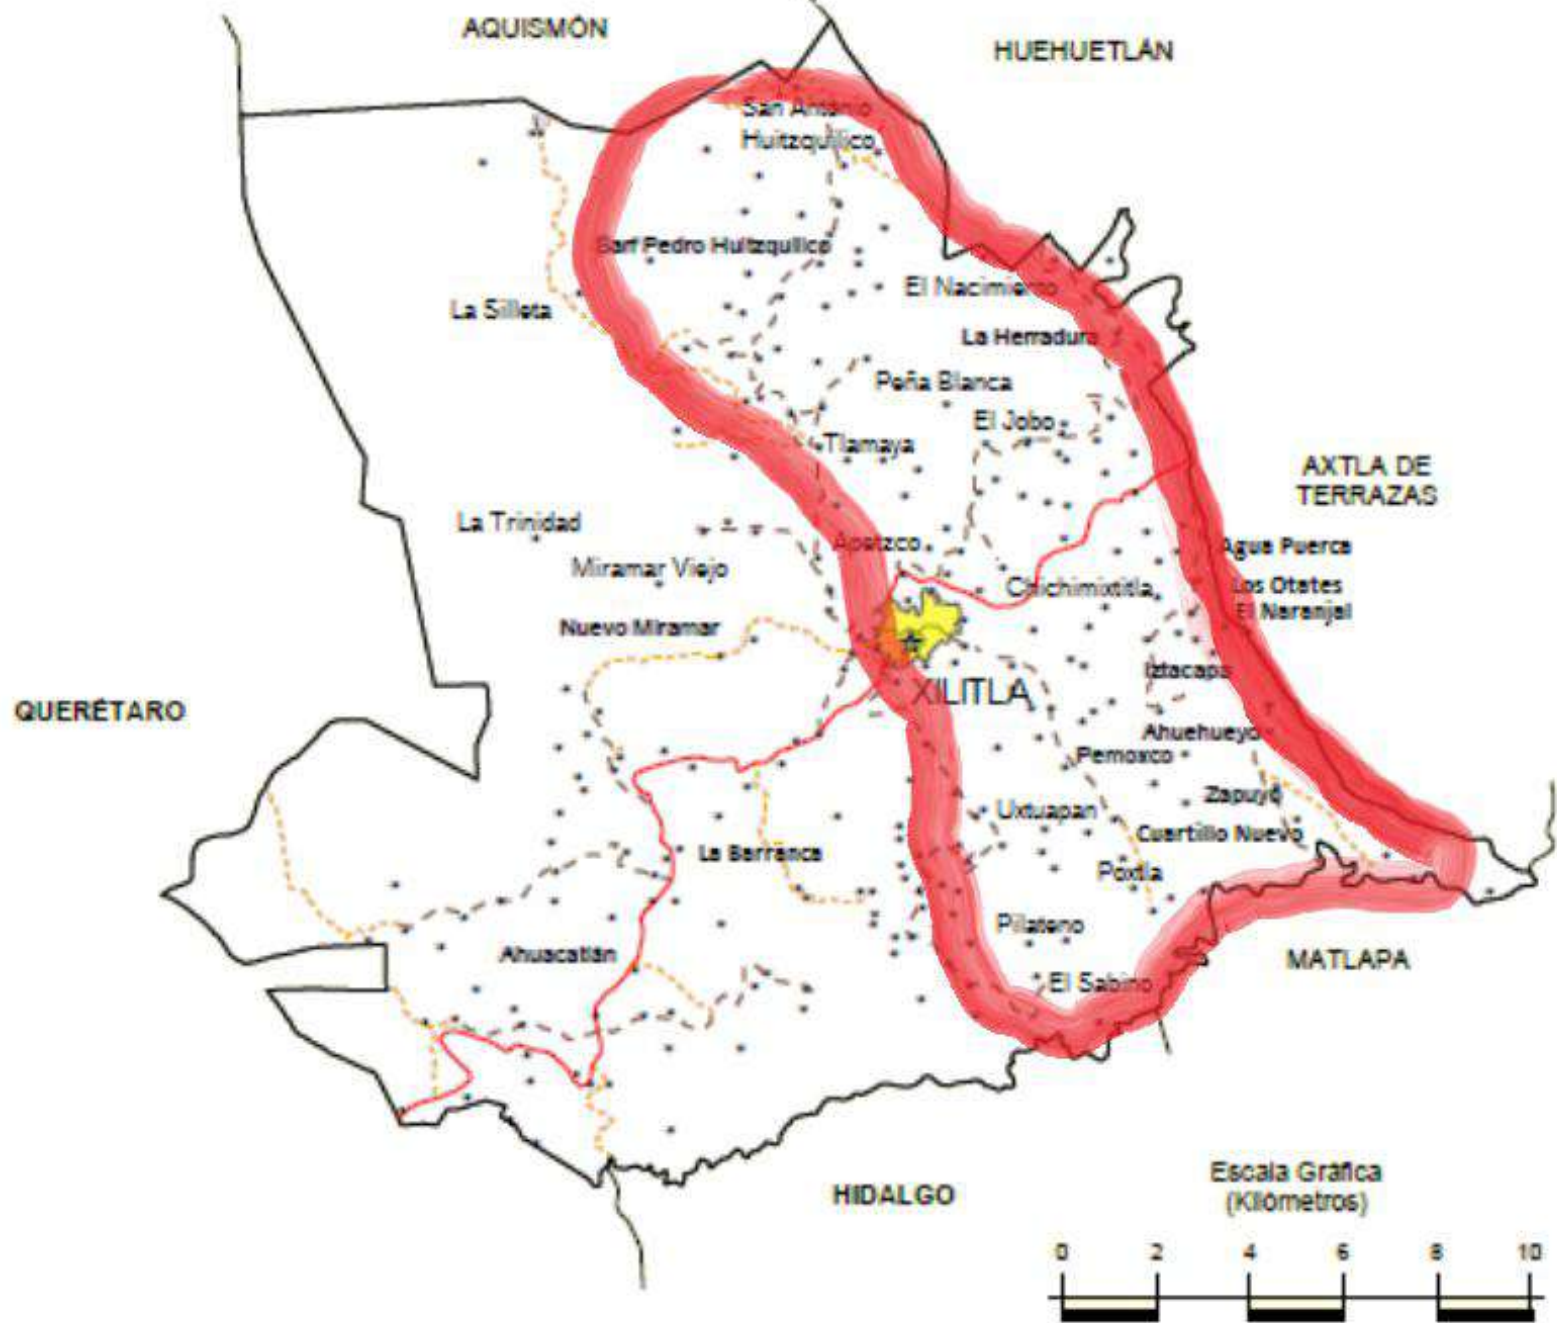 AQUISMÓN
HUEHUETLÁN
San Antonio
Huitzquilico
San Pedro Huitzquilico
El Nacimiento
La Silleta
La Herradura
Peña Blanca
El Jobo
Tlamaya
AXTLA DE
TERRAZAS
La Trinidad
Apetzco
Agua Puerca
Miramar Viejo
Chichimixtitla
Los Otates
El Naranjal
Nuevo Miramar
Iztacapa
XILITLA
QUERÉTARO
Ahuehueyo
Pemoxco
Zapuyo
Uxtuapan
Cuartillo Nuevo
La Barranca
Poxtla
Pilateno
Ahuacatlán
MATLAPA
El Sabino
Escala Gráfica
(Kilómetros)
HIDALGO
0 2 4 6 8 10